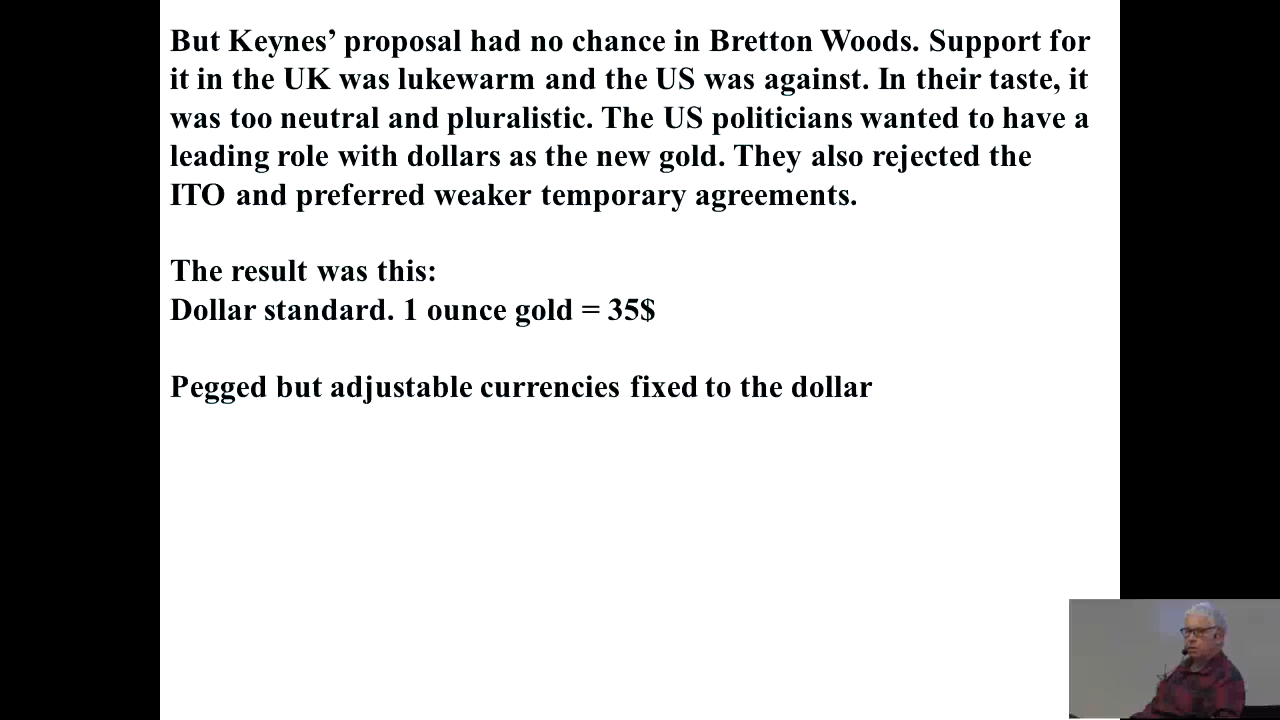 But Keynes’ proposal had no chance in Bretton Woods. Support for
it in the UK was lukewarm and the US was against. In their taste, it
was too neutral and pluralistic. The US politicians wanted to have a
leading role with dollars as the new gold. They also rejected the
ITO and preferred weaker temporary agreements.
The result was this:
Dollar standard. 1 ounce gold = 35$
Pegged but adjustable currencies fixed to the dollar